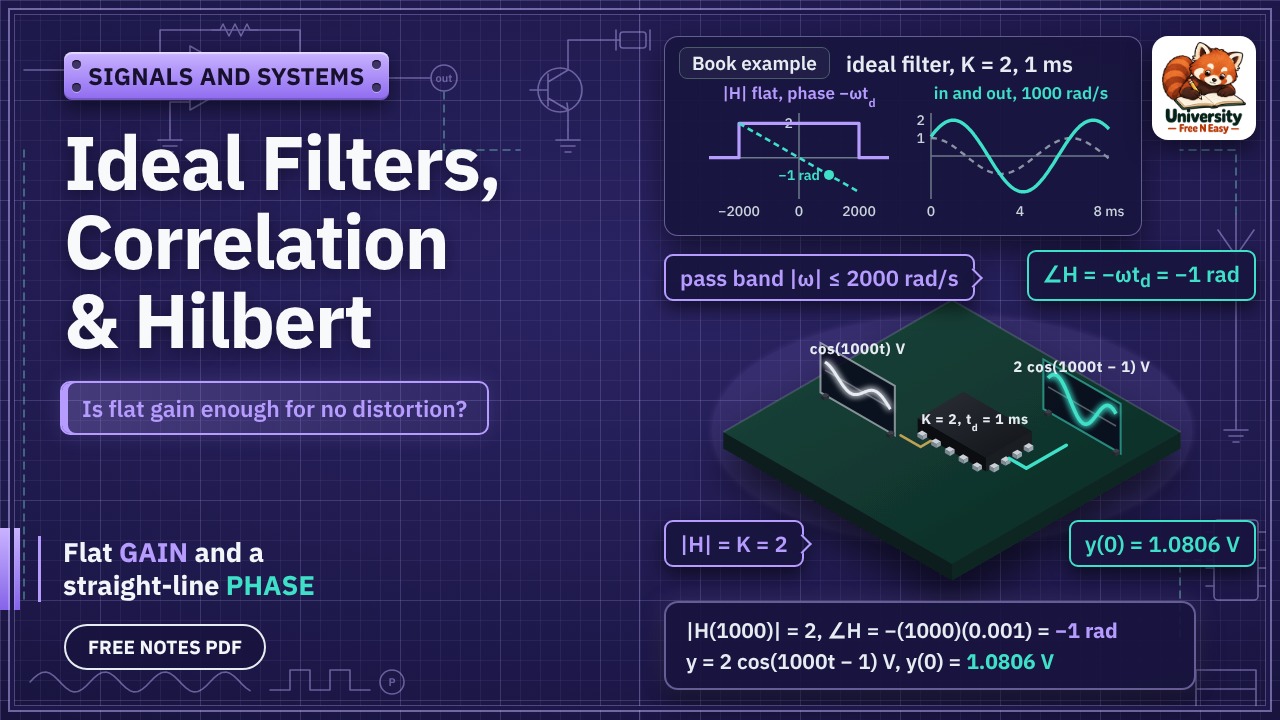 SIGNALS AND SYSTEMS
out
Ideal Filters,
Correlation
& Hilbert
Is flat gain enough for no distortion?
Flat GAIN and a
straight-line PHASE
FREE NOTES PDF
P
Book example
ideal filter, K = 2, 1 ms
|H| flat, phase −ωt_d
in and out, 1000 rad/s
2
−1 rad
−2000 0 2000
2
1
0 4 8 ms
University
Free N Easy
pass band |ω| ≤ 2000 rad/s
∠H = −ωt_d = −1 rad
cos(1000t) V
2 cos(1000t − 1) V
K = 2, t_d = 1 ms
|H| = K = 2
y(0) = 1.0806 V
|H(1000)| = 2, ∠H = −(1000)(0.001) = −1 rad
y = 2 cos(1000t − 1) V, y(0) = 1.0806 V